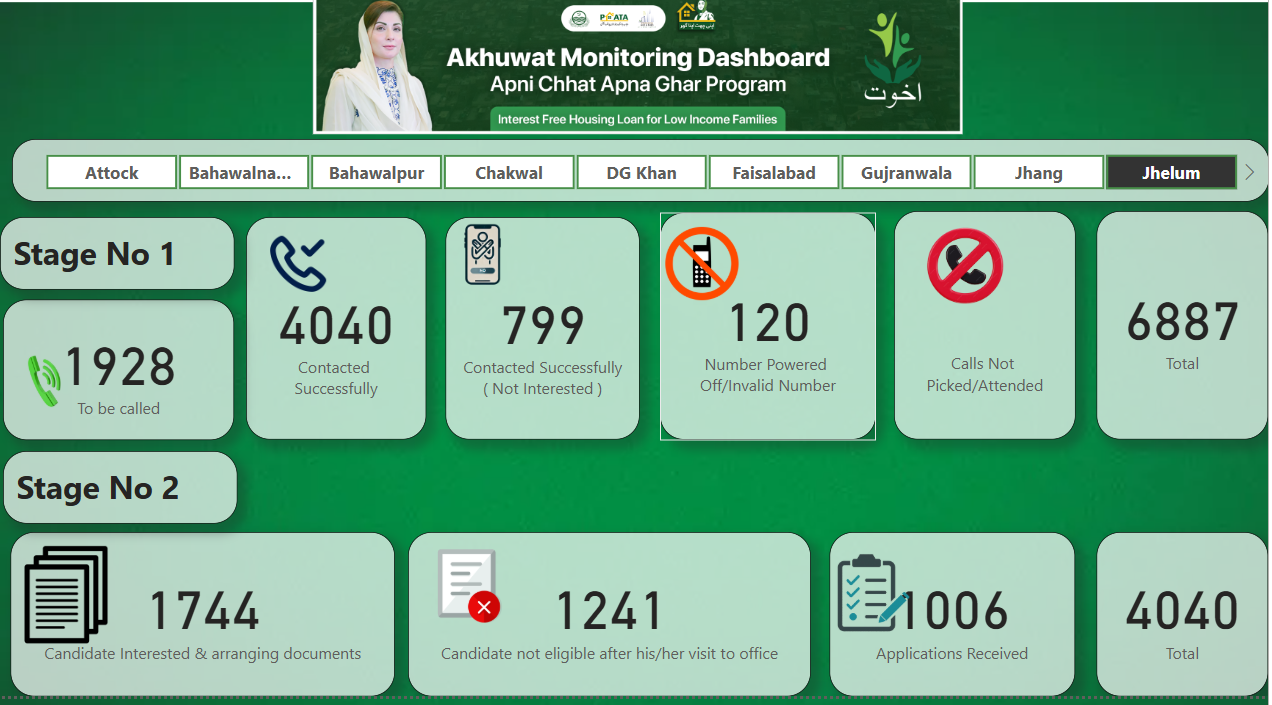 PHATA
اپنی چھت اپنا گھر
Akhuwat Monitoring Dashboard
Apni Chhat Apna Ghar Program
Interest Free Housing Loan for Low Income Families
اخوت
Attock
Bahawalna...
Bahawalpur
Chakwal
DG Khan
Faisalabad
Gujranwala
Jhang
Jhelum
Stage No 1
1928
To be called
4040
Contacted
Successfully
799
Contacted Successfully
( Not Interested )
120
Number Powered
Off/Invalid Number
Calls Not
Picked/Attended
6887
Total
Stage No 2
1744
Candidate Interested & arranging documents
1241
Candidate not eligible after his/her visit to office
1006
Applications Received
4040
Total